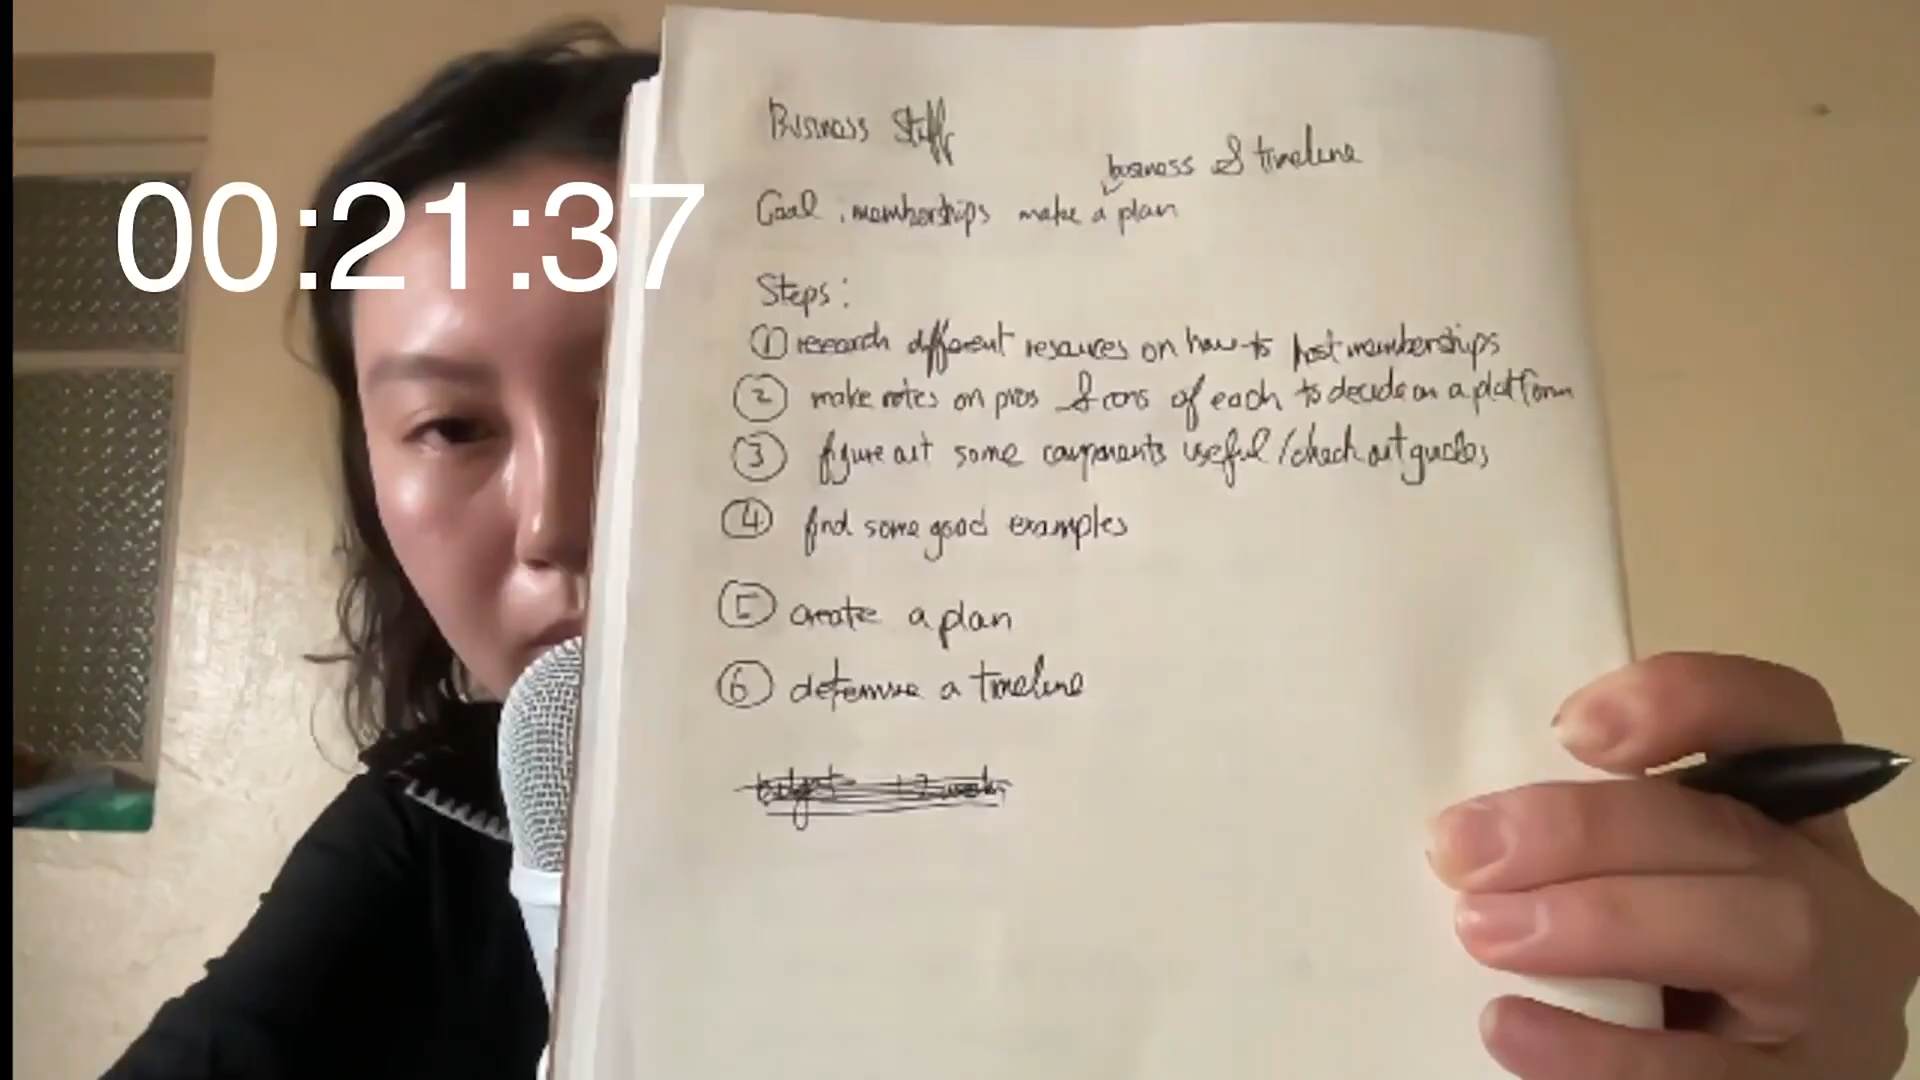 Business Stuff
business & timeline
Goal : memberships make a plan
00:21:37
Steps:
1 research different resources on how to host memberships
2 make notes on pros & cons of each to decide on a platform
3 figure out some components useful / check out guides
4 find some good examples
5 create a plan
6 determine a timeline